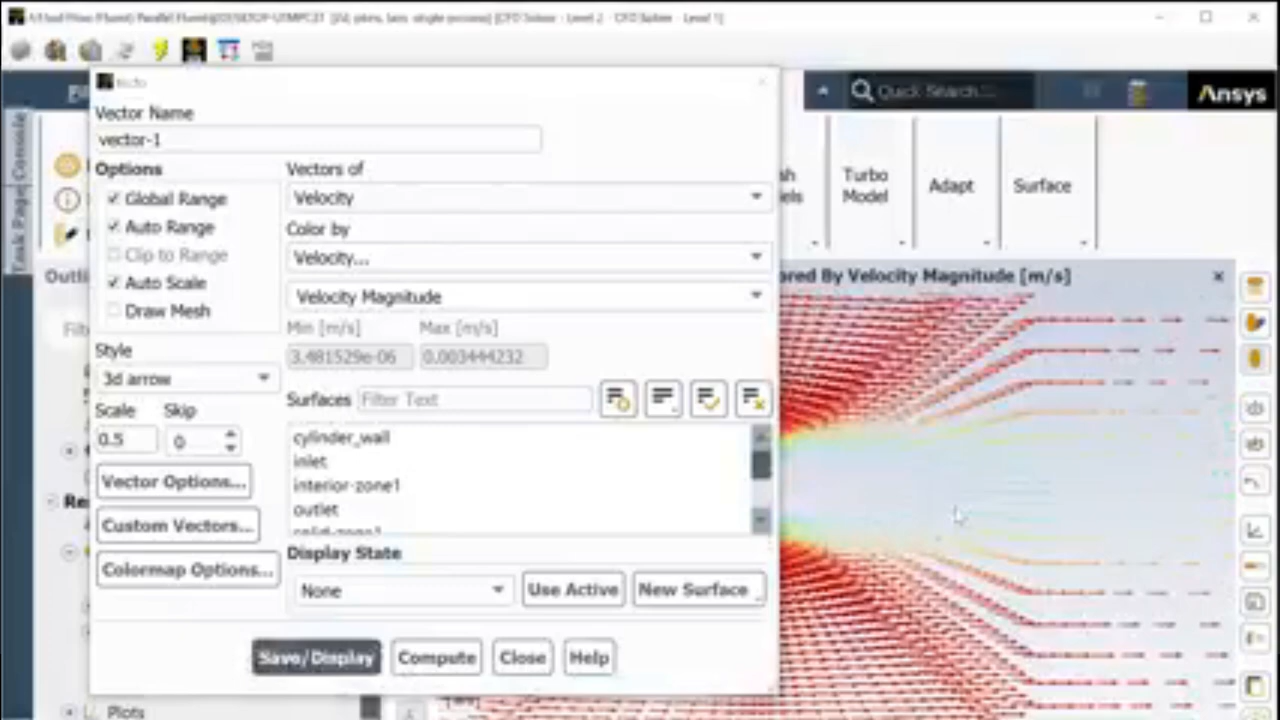 Quick Search...
Ansys
Vector Name
vector-1
Options
Vectors of
Global Range
Velocity
Auto Range
Color by
Clip to Range
Velocity...
Auto Scale
Velocity Magnitude
Draw Mesh
Min [m/s]
Max [m/s]
3.481529e-06
0.003444232
Style
3d arrow
Surfaces
Filter Text
Scale
Skip
0.5
0
cylinder_wall
inlet
interior-zone1
outlet
Vector Options...
Custom Vectors...
Colormap Options...
Display State
None
Use Active
New Surface
Save/Display
Compute
Close
Help
Console
Task Page
Turbo
Model
Adapt
Surface
By Velocity Magnitude [m/s]
Plots